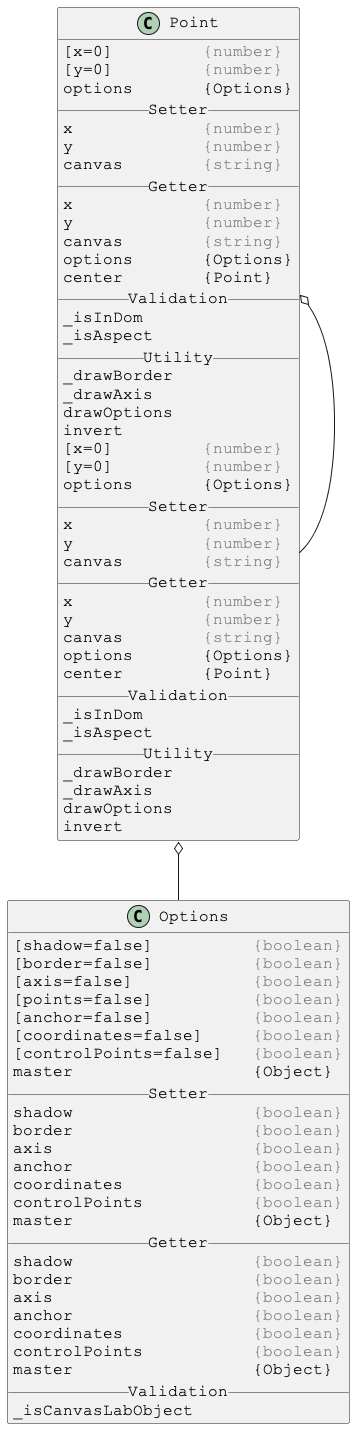 C Point
[x=0] {number}
[y=0] {number}
options {Options}
Setter
x {number}
y {number}
canvas {string}
Getter
x {number}
y {number}
canvas {string}
options {Options}
center {Point}
Validation
_isInDom
_isAspect
Utility
_drawBorder
_drawAxis
drawOptions
invert
[x=0] {number}
[y=0] {number}
options {Options}
Setter
x {number}
y {number}
canvas {string}
Getter
x {number}
y {number}
canvas {string}
options {Options}
center {Point}
Validation
_isInDom
_isAspect
Utility
_drawBorder
_drawAxis
drawOptions
invert
C Options
[shadow=false] {boolean}
[border=false] {boolean}
[axis=false] {boolean}
[points=false] {boolean}
[anchor=false] {boolean}
[coordinates=false] {boolean}
[controlPoints=false] {boolean}
master {Object}
Setter
shadow {boolean}
border {boolean}
axis {boolean}
anchor {boolean}
coordinates {boolean}
controlPoints {boolean}
master {Object}
Getter
shadow {boolean}
border {boolean}
axis {boolean}
anchor {boolean}
coordinates {boolean}
controlPoints {boolean}
master {Object}
Validation
_isCanvasLabObject